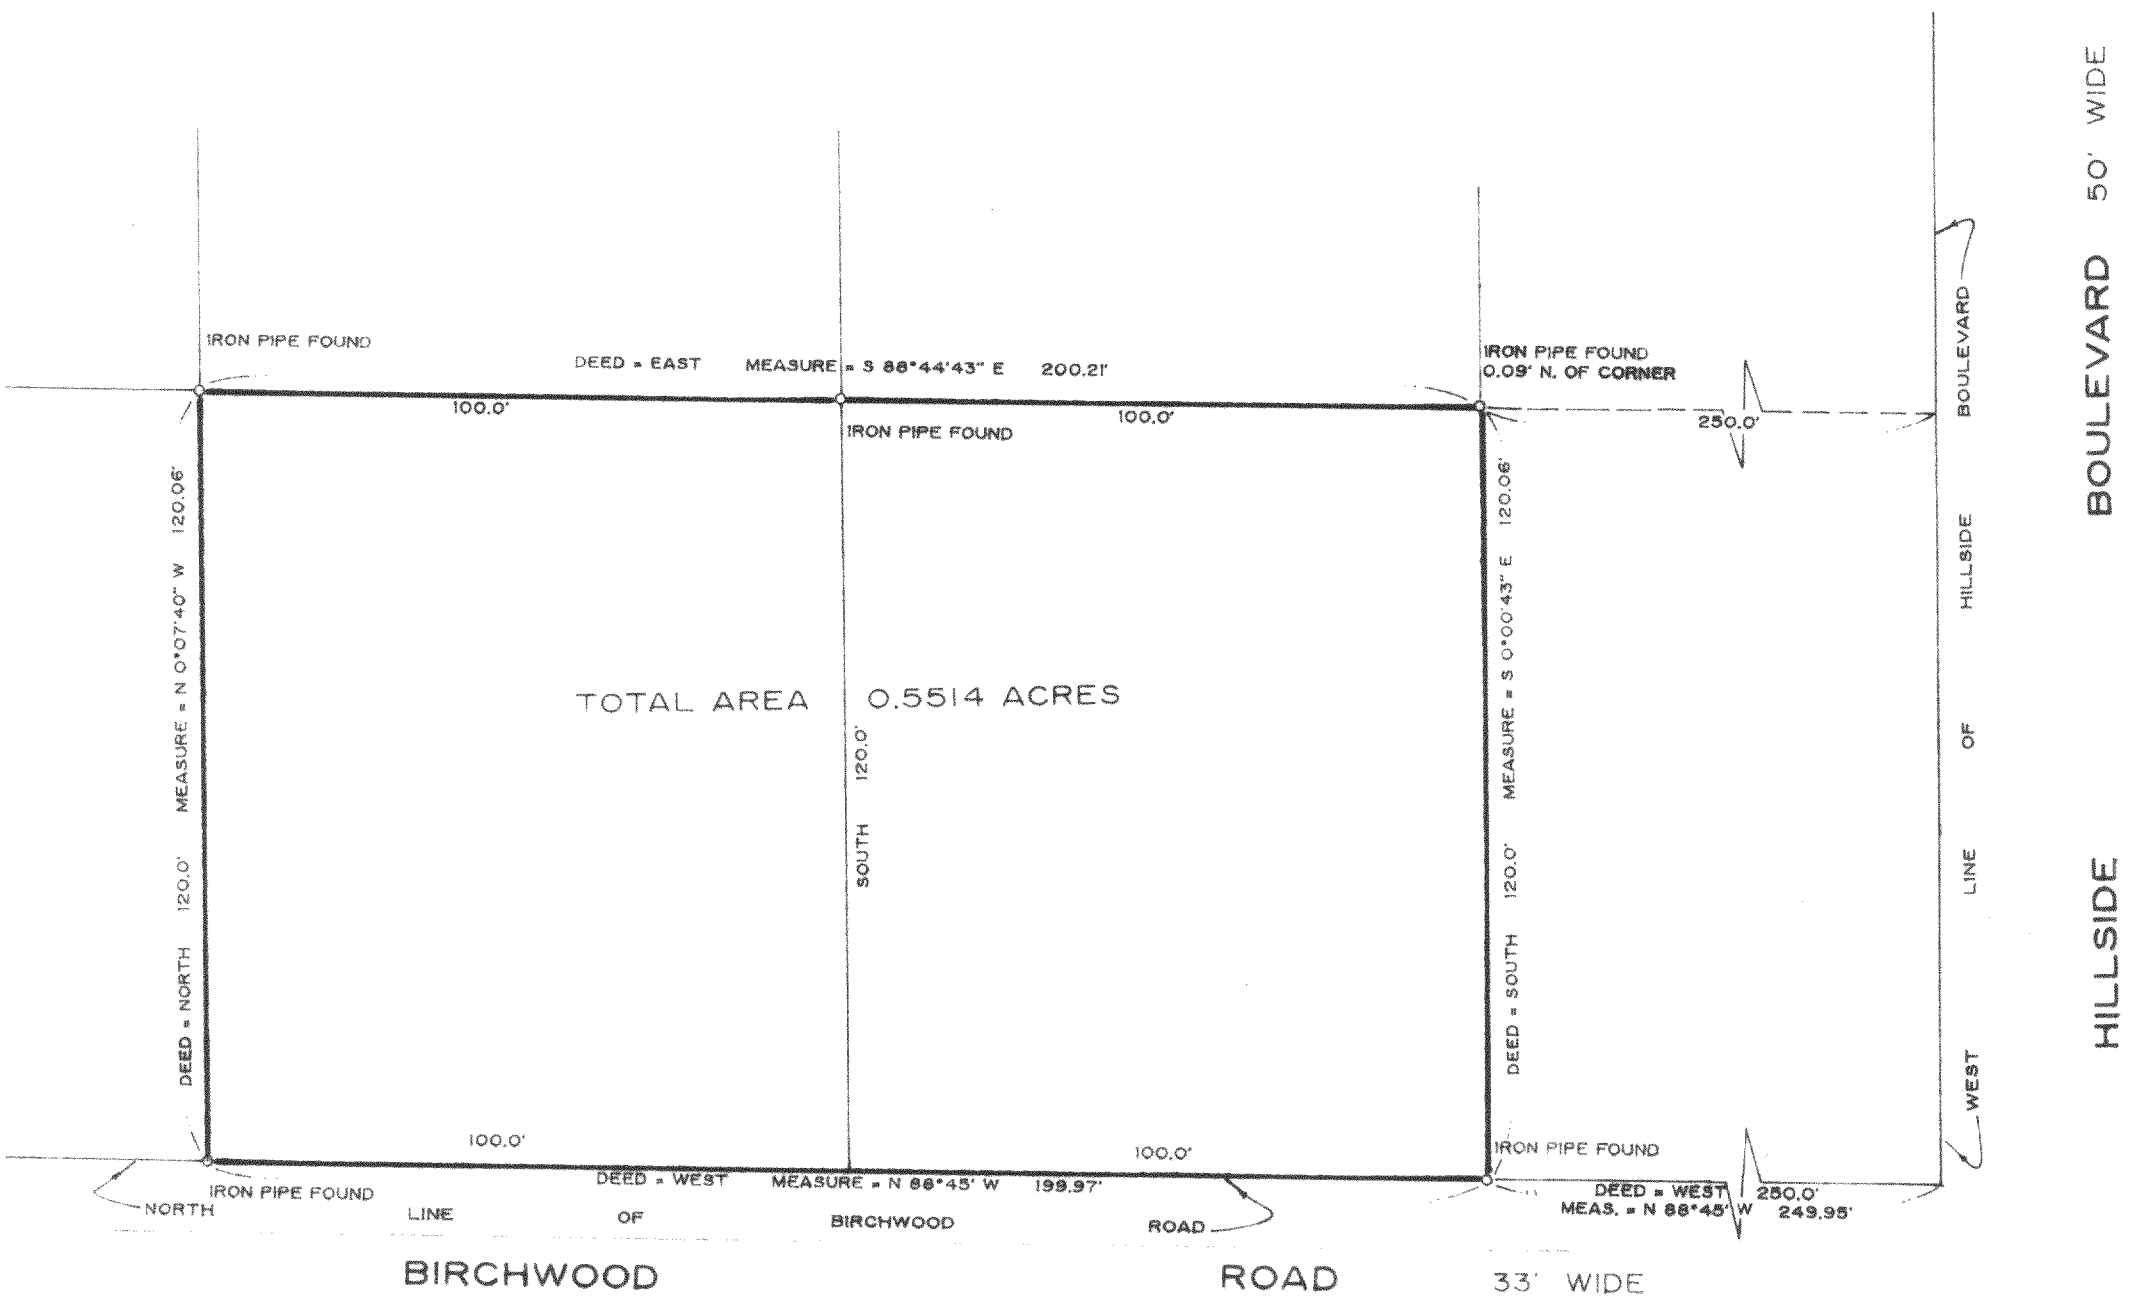 BOULEVARD 50' WIDE
HILLSIDE
IRON PIPE FOUND
DEED = EAST MEASURE = S 88°44'43" E 200.21'
IRON PIPE FOUND
0.09' N. OF CORNER
100.0'
100.0'
250.0'
IRON PIPE FOUND
DEED = NORTH 120.0' MEASURE = N 0°07'40" W 120.06'
TOTAL AREA 0.5514 ACRES
SOUTH 120.0'
DEED = SOUTH 120.0' MEASURE = S 0°00'43" E 120.06'
WEST LINE OF HILLSIDE BOULEVARD
100.0'
100.0'
IRON PIPE FOUND
DEED = WEST MEASURE = N 88°45' W 199.97'
DEED = WEST 250.0'
MEAS. = N 88°45' W 249.95'
IRON PIPE FOUND
NORTH LINE OF BIRCHWOOD ROAD
BIRCHWOOD ROAD 33' WIDE